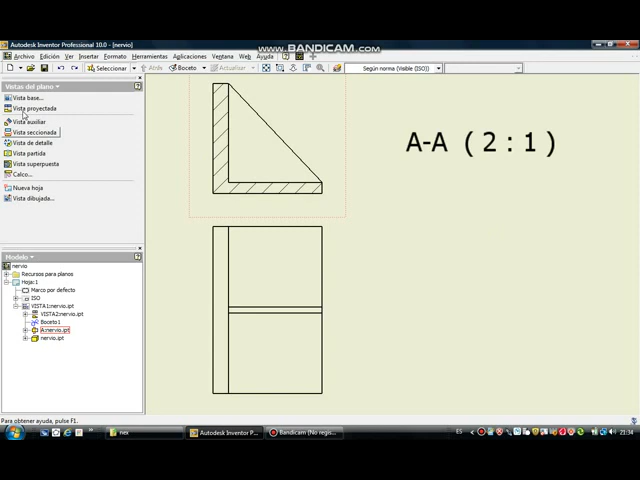 Autodesk Inventor Professional 10.0 - [nervio]
WWW.BANDICAM.COM
Archivo Edición Ver Insertar Formato Herramientas Aplicaciones Ventana Web Ayuda
Seleccionar Atrás Boceto Actualizar Según norma (Visible (ISO))
Vistas del plano
Vista base...
Vista proyectada
Vista auxiliar
Vista seccionada
Vista de detalle
Vista partida
Vista superpuesta
Calco...
Nueva hoja
Vista dibujada...
A-A ( 2 : 1 )
Modelo
nervio
Recursos para planos
Hoja:1
Marco por defecto
ISO
VISTA1:nervio.ipt
VISTA2:nervio.ipt
Boceto1
A:nervio.ipt
nervio.ipt
Para obtener ayuda, pulse F1.
nex
Autodesk Inventor P...
Bandicam [No regis...
ES
21:34